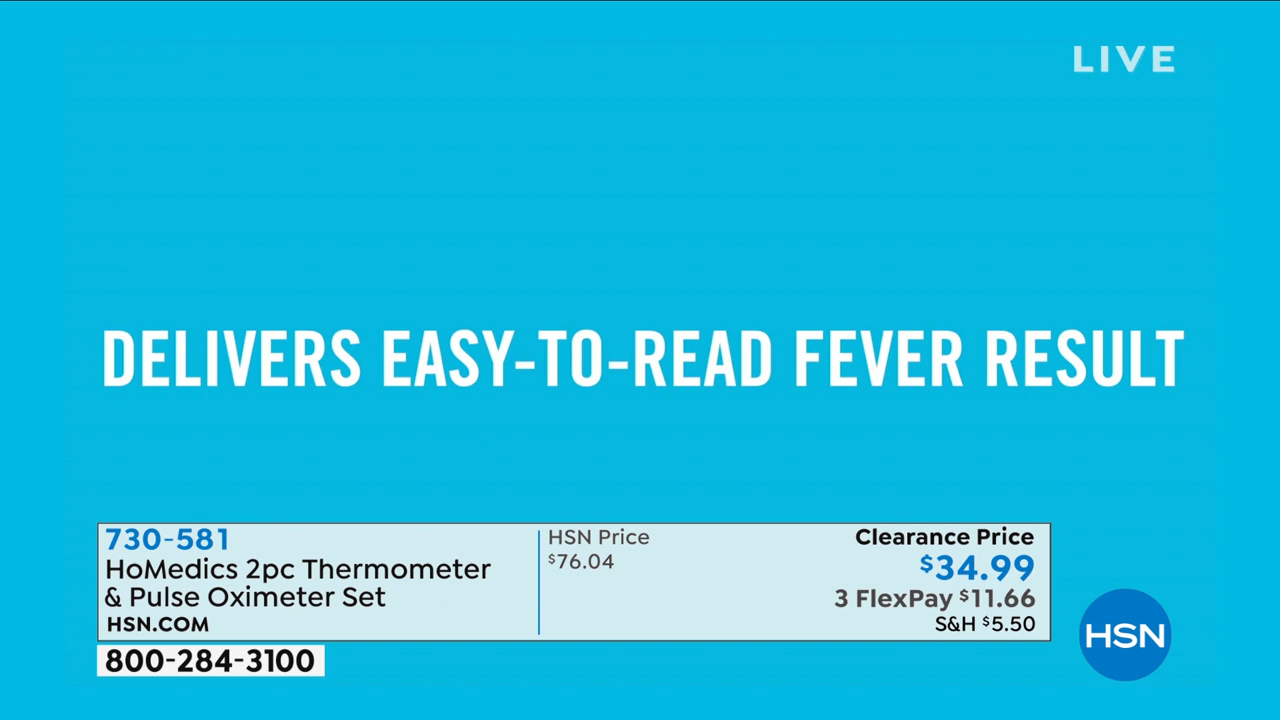 LIVE
DELIVERS EASY-TO-READ FEVER RESULT
730-581
HoMedics 2pc Thermometer
& Pulse Oximeter Set
HSN.COM
HSN Price
$76.04
Clearance Price
$34.99
3 FlexPay $11.66
S&H $5.50
800-284-3100
HSN